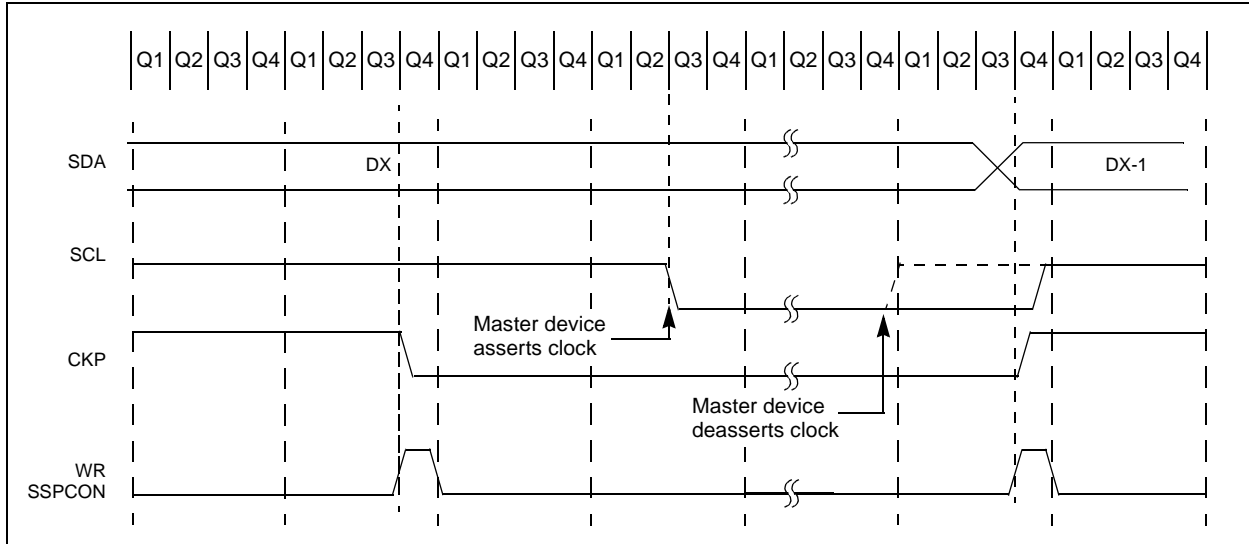 Q1 Q2 Q3 Q4 Q1 Q2 Q3 Q4 Q1 Q2 Q3 Q4 Q1 Q2 Q3 Q4 Q1 Q2 Q3 Q4 Q1 Q2 Q3 Q4 Q1 Q2 Q3 Q4
SDA
DX
DX-1
SCL
Master device
asserts clock
CKP
Master device
deasserts clock
WR
SSPCON